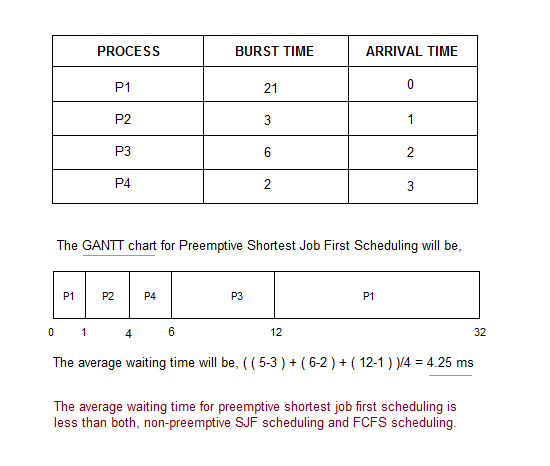 PROCESS BURST TIME ARRIVAL TIME
P1 21 0
P2 3 1
P3 6 2
P4 2 3
The GANTT chart for Preemptive Shortest Job First Scheduling will be,
P1 P2 P4 P3 P1
0 1 4 6 12 32
The average waiting time will be, ( ( 5-3 ) + ( 6-2 ) + ( 12-1 ) )/4 = 4.25 ms
The average waiting time for preemptive shortest job first scheduling is
less than both, non-preemptive SJF scheduling and FCFS scheduling.